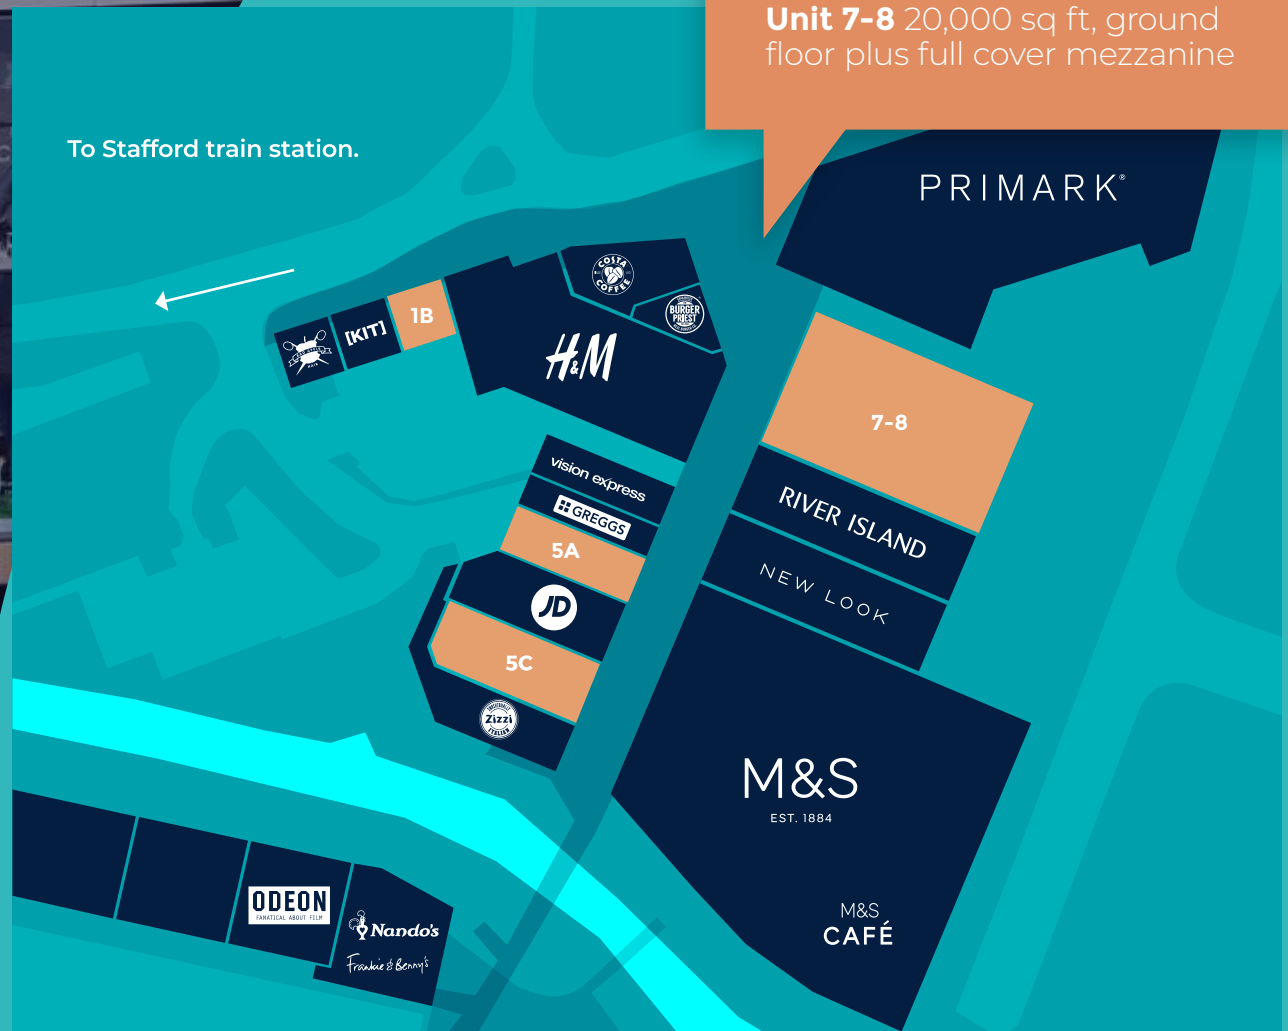 Unit 7-8 20,000 sq ft, ground
floor plus full cover mezzanine
To Stafford train station.
PRIMARK®
COSTA
COFFEE
BURGER
PRIEST
1B
[KIT]
HAIR
H&M
7-8
vision express
GREGGS
RIVER ISLAND
5A
NEW LOOK
JD
5C
Zizzi
ITALIAN
M&S
EST. 1884
ODEON
FANATICAL ABOUT FILM
Nando's
Frankie & Benny's
M&S
CAFÉ